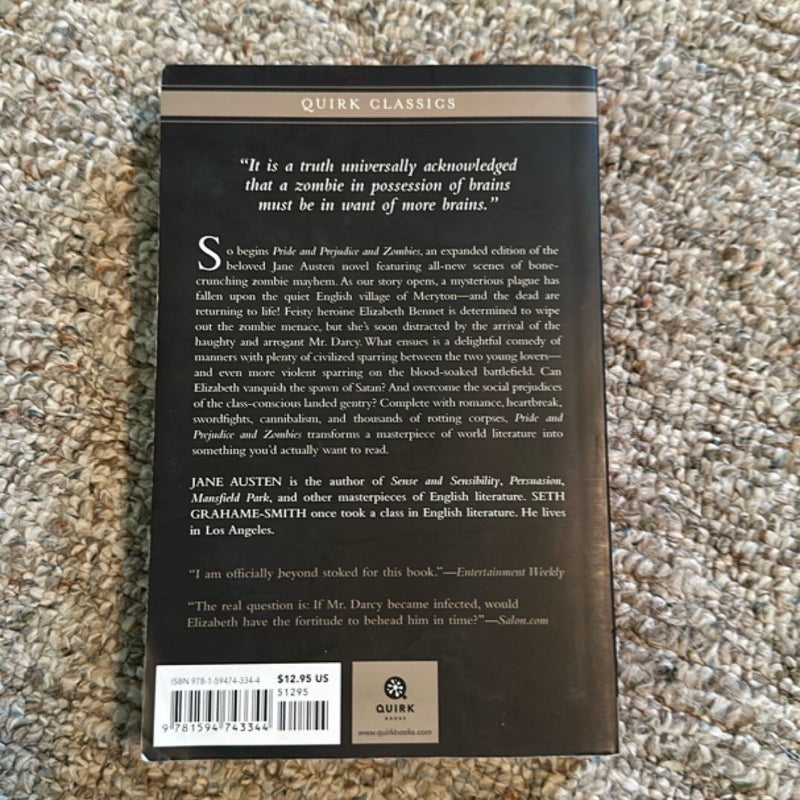 QUIRK CLASSICS
“It is a truth universally acknowledged
that a zombie in possession of brains
must be in want of more brains.”
So begins Pride and Prejudice and Zombies, an expanded edition of the
beloved Jane Austen novel featuring all-new scenes of bone-
crunching zombie mayhem. As our story opens, a mysterious plague has
fallen upon the quiet English village of Meryton—and the dead are
returning to life! Feisty heroine Elizabeth Bennet is determined to wipe
out the zombie menace, but she’s soon distracted by the arrival of the
haughty and arrogant Mr. Darcy. What ensues is a delightful comedy of
manners with plenty of civilized sparring between the two young lovers—
and even more violent sparring on the blood-soaked battlefield. Can
Elizabeth vanquish the spawn of Satan? And overcome the social prejudices
of the class-conscious landed gentry? Complete with romance, heartbreak,
swordfights, cannibalism, and thousands of rotting corpses, Pride and
Prejudice and Zombies transforms a masterpiece of world literature into
something you’d actually want to read.
JANE AUSTEN is the author of Sense and Sensibility, Persuasion,
Mansfield Park, and other masterpieces of English literature. SETH
GRAHAME-SMITH once took a class in English literature. He lives
in Los Angeles.
“I am officially beyond stoked for this book.”—Entertainment Weekly
“The real question is: If Mr. Darcy became infected, would
Elizabeth have the fortitude to behead him in time?”—Salon.com
ISBN 978-1-59474-334-4 $12.95 US
51295
9 781594 743344
QUIRK
BOOKS
www.quirkbooks.com